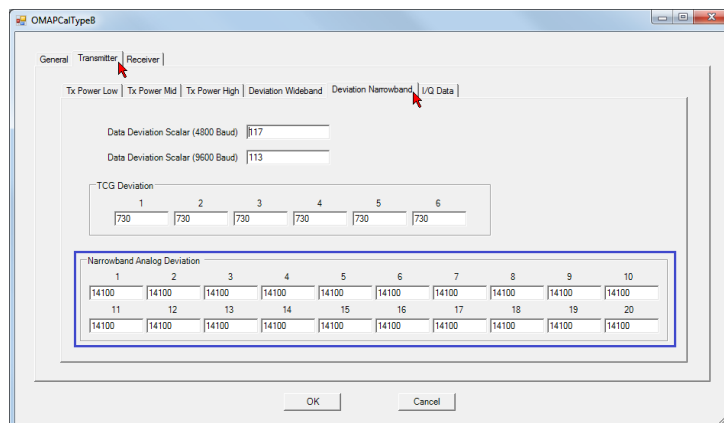 OMAPCalTypeB
General Transmitter Receiver
Tx Power Low Tx Power Mid Tx Power High Deviation Wideband Deviation Narrowband I/Q Data
Data Deviation Scalar (4800 Baud) 117
Data Deviation Scalar (9600 Baud) 113
TCG Deviation
1 2 3 4 5 6
730 730 730 730 730 730
Narrowband Analog Deviation
1 2 3 4 5 6 7 8 9 10
14100 14100 14100 14100 14100 14100 14100 14100 14100 14100
11 12 13 14 15 16 17 18 19 20
14100 14100 14100 14100 14100 14100 14100 14100 14100 14100
OK Cancel